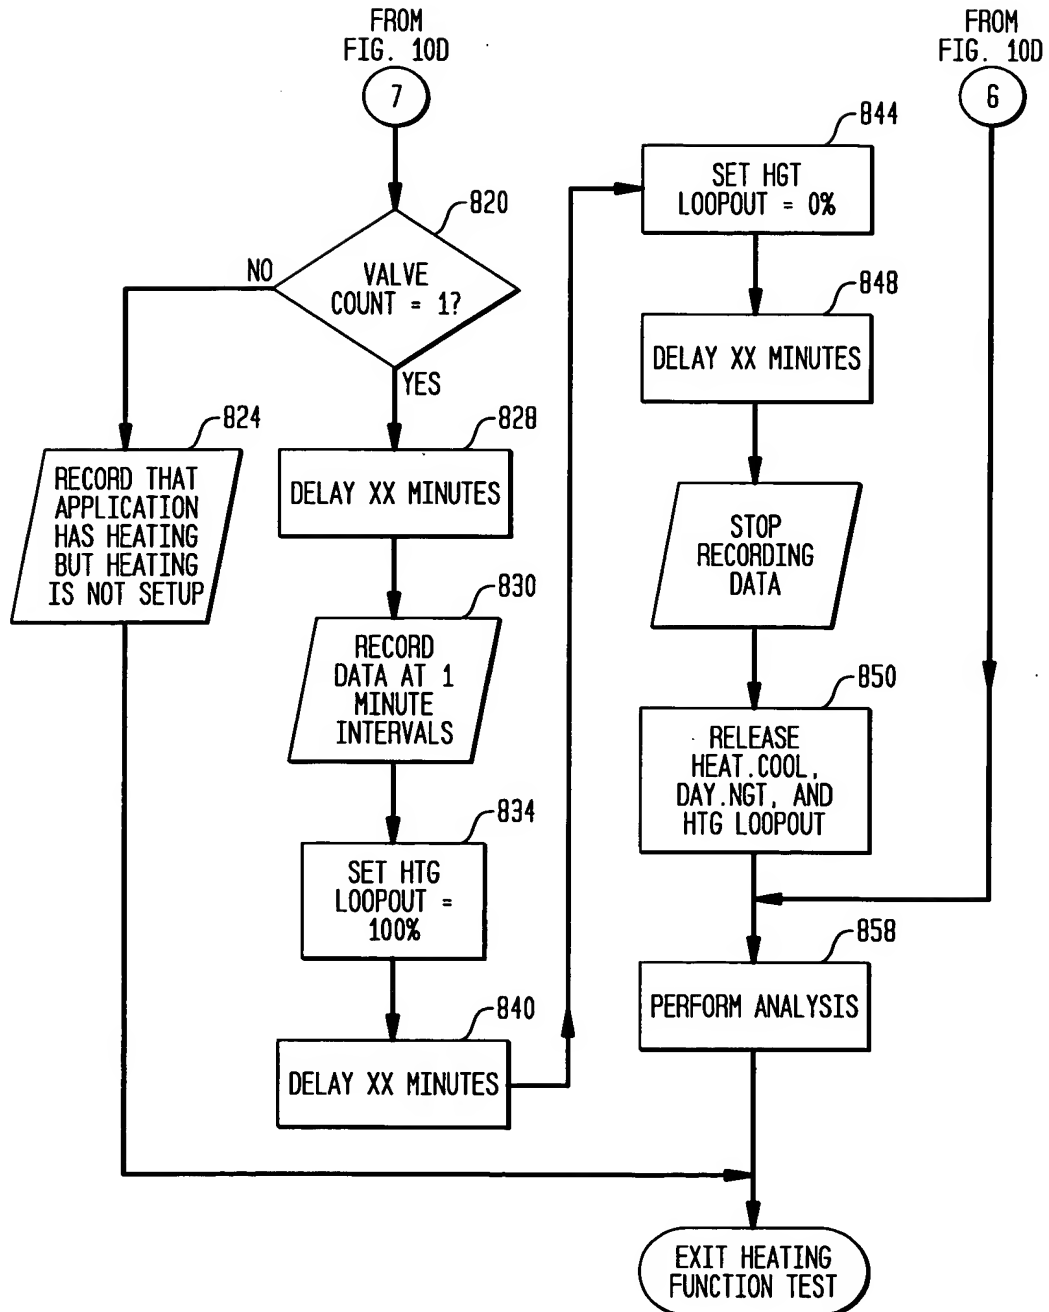 FROM
FIG. 10D
7
820
VALVE
COUNT = 1?
NO
YES
824
RECORD THAT
APPLICATION
HAS HEATING
BUT HEATING
IS NOT SETUP
828
DELAY XX MINUTES
830
RECORD
DATA AT 1
MINUTE
INTERVALS
834
SET HTG
LOOPOUT =
100%
840
DELAY XX MINUTES
844
SET HGT
LOOPOUT = 0%
848
DELAY XX MINUTES
STOP
RECORDING
DATA
850
RELEASE
HEAT.COOL,
DAY.NGT, AND
HTG LOOPOUT
FROM
FIG. 10D
6
858
PERFORM ANALYSIS
EXIT HEATING
FUNCTION TEST